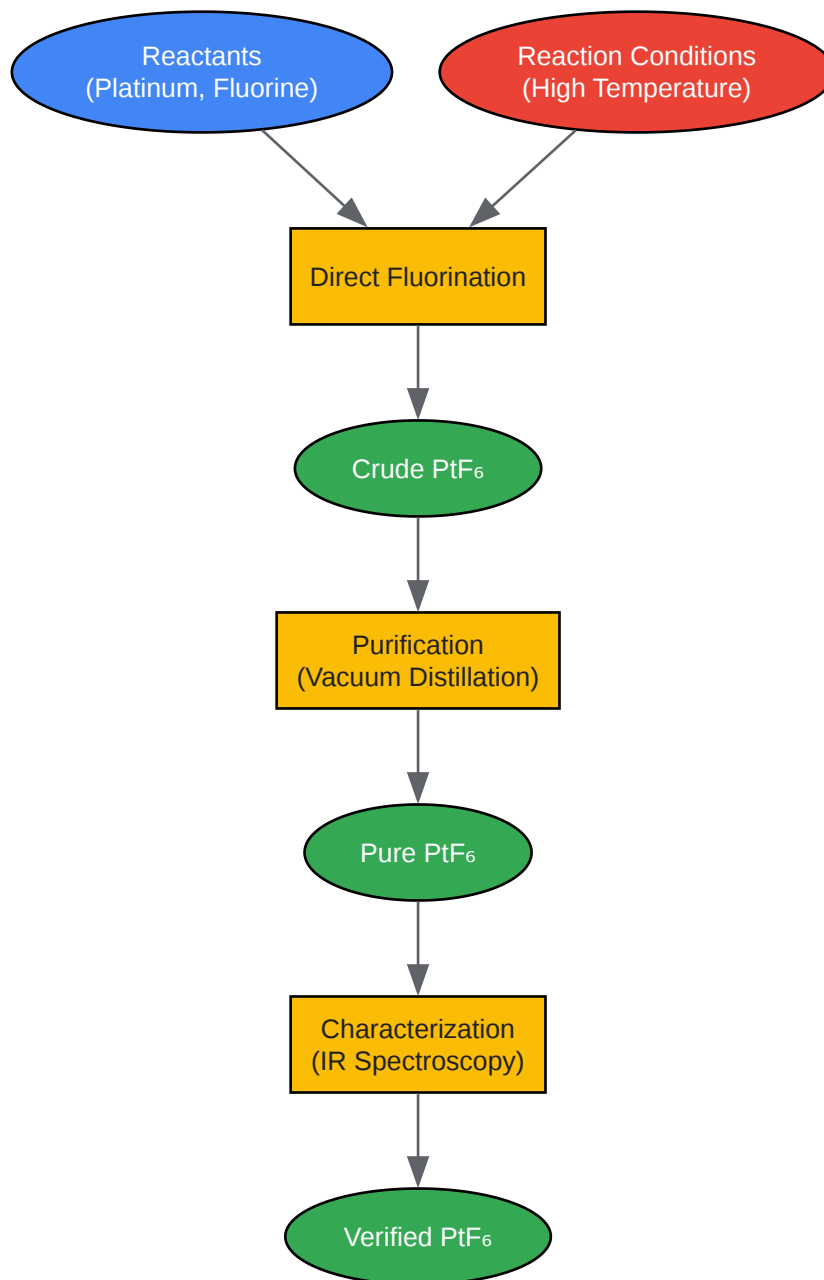 Reactants
(Platinum, Fluorine)
Reaction Conditions
(High Temperature)
Direct Fluorination
Crude PtF₆
Purification
(Vacuum Distillation)
Pure PtF₆
Characterization
(IR Spectroscopy)
Verified PtF₆